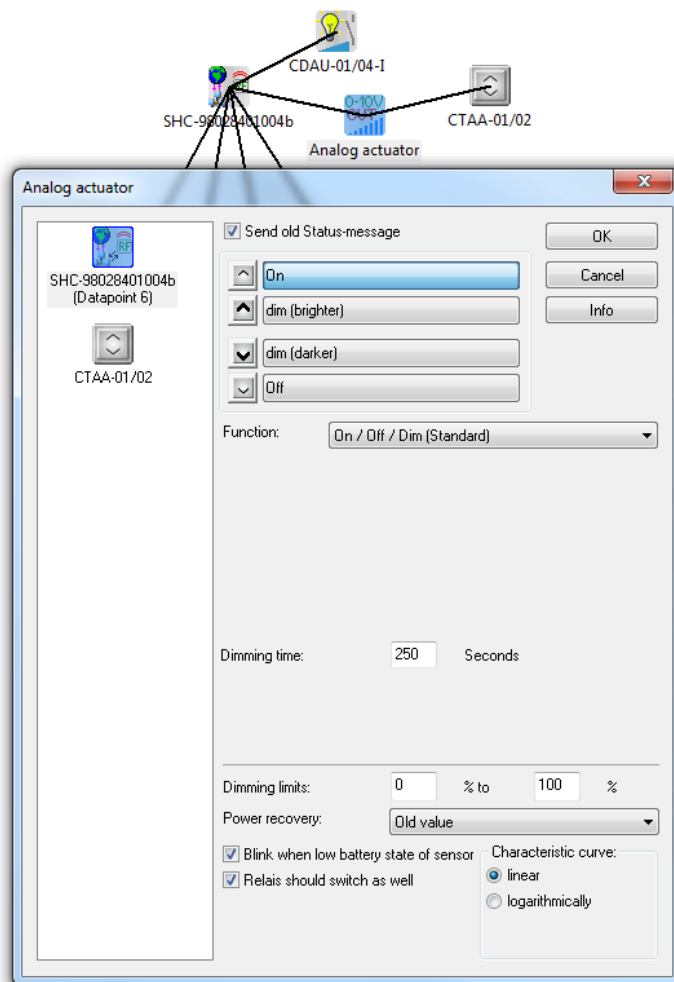 CDAU-01/04-I
SHC-98028401004b
0-10V
OUT
CTAA-01/02
Analog actuator
Analog actuator
SHC-98028401004b
(Datapoint 6)
RF
CTAA-01/02
Send old Status-message
On
dim (brighter)
dim (darker)
Off
OK
Cancel
Info
Function:
On / Off / Dim (Standard)
Dimming time:
250
Seconds
Dimming limits:
0
% to
100
%
Power recovery:
Old value
Blink when low battery state of sensor
Relais should switch as well
Characteristic curve:
linear
logarithmically